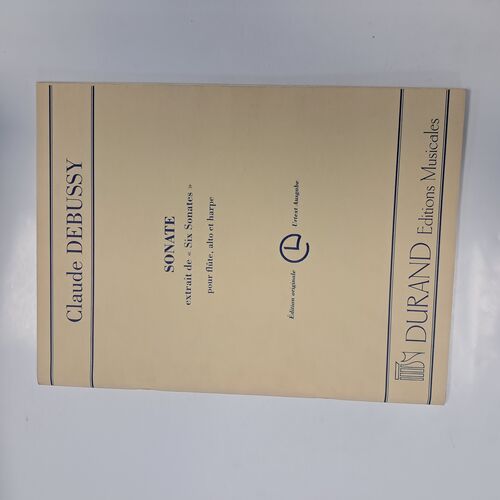 Claude DEBUSSY
SONATE
extrait de « Six Sonates »
pour flûte, alto et harpe
Édition originale Urtext Ausgabe
DURAND Editions Musicales